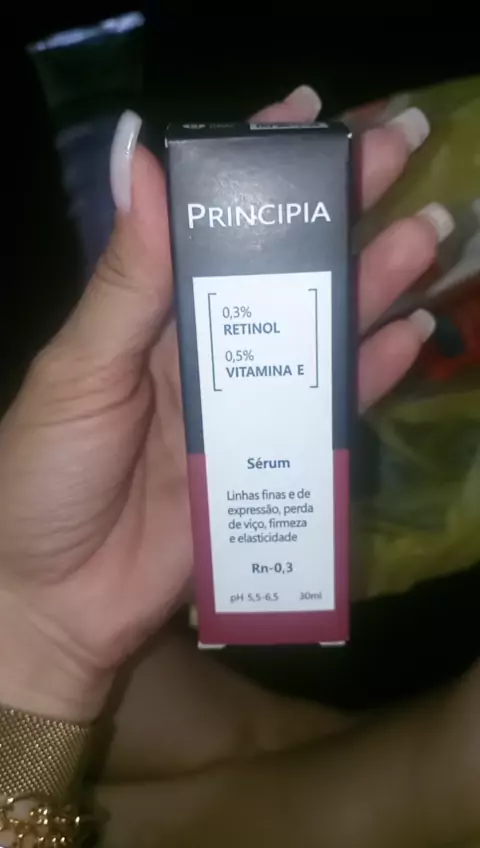 PRINCIPIA
0,3%
RETINOL
0,5%
VITAMINA E
Sérum
Linhas finas e de
expressão, perda
de viço, firmeza
e elasticidade
Rn-0,3
pH 5,5-6,5 30ml